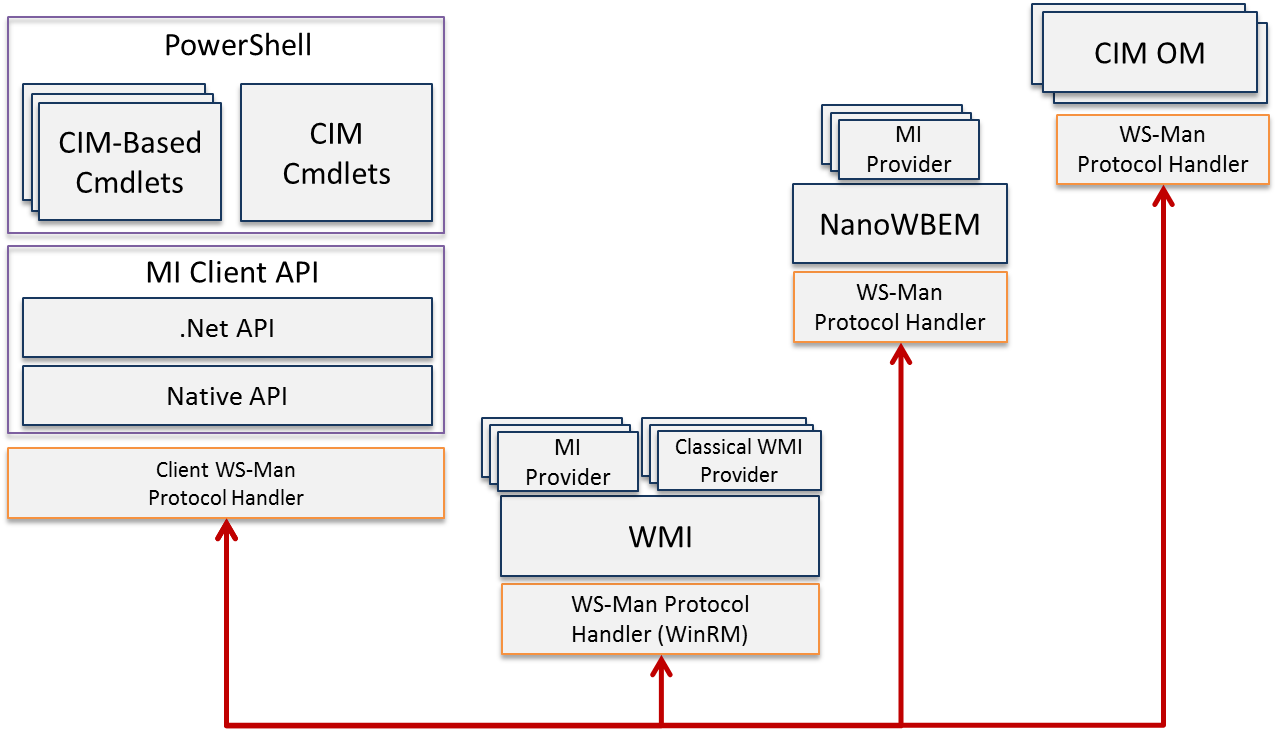 PowerShell
CIM-Based
Cmdlets
CIM
Cmdlets
MI Client API
.Net API
Native API
Client WS-Man
Protocol Handler
MI
Provider
Classical WMI
Provider
WMI
WS-Man Protocol
Handler (WinRM)
MI
Provider
NanoWBEM
WS-Man
Protocol Handler
CIM OM
WS-Man
Protocol Handler